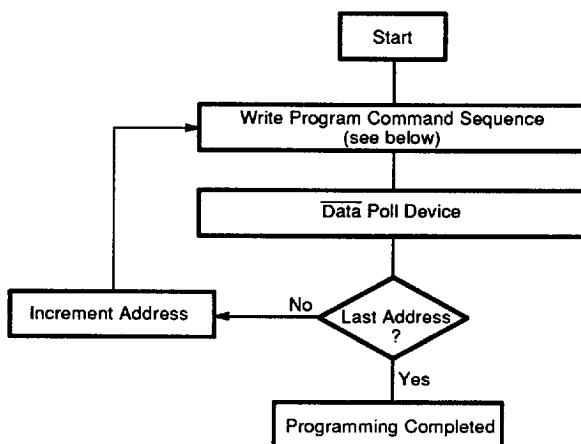 Start
Write Program Command Sequence
(see below)
Data Poll Device
Increment Address
No
Last Address
?
Yes
Programming Completed